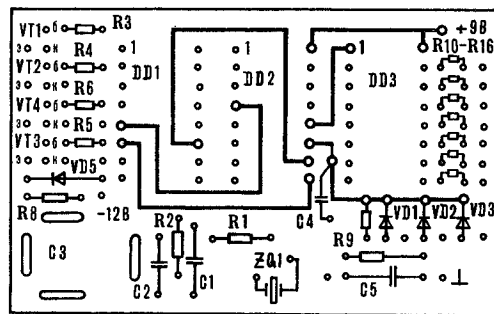 VT1 б R3
+9В
э к R4 1 1 1 R10-R16
VT2 б DD1 DD2 DD3
э к R6
VT4 б
э к R5
VT3 б
э к VD5
R8 -12В R2 R1 C4 VD1 VD2 VD3
R9
C3 ZQ1
C2 C1 C5 ⊥